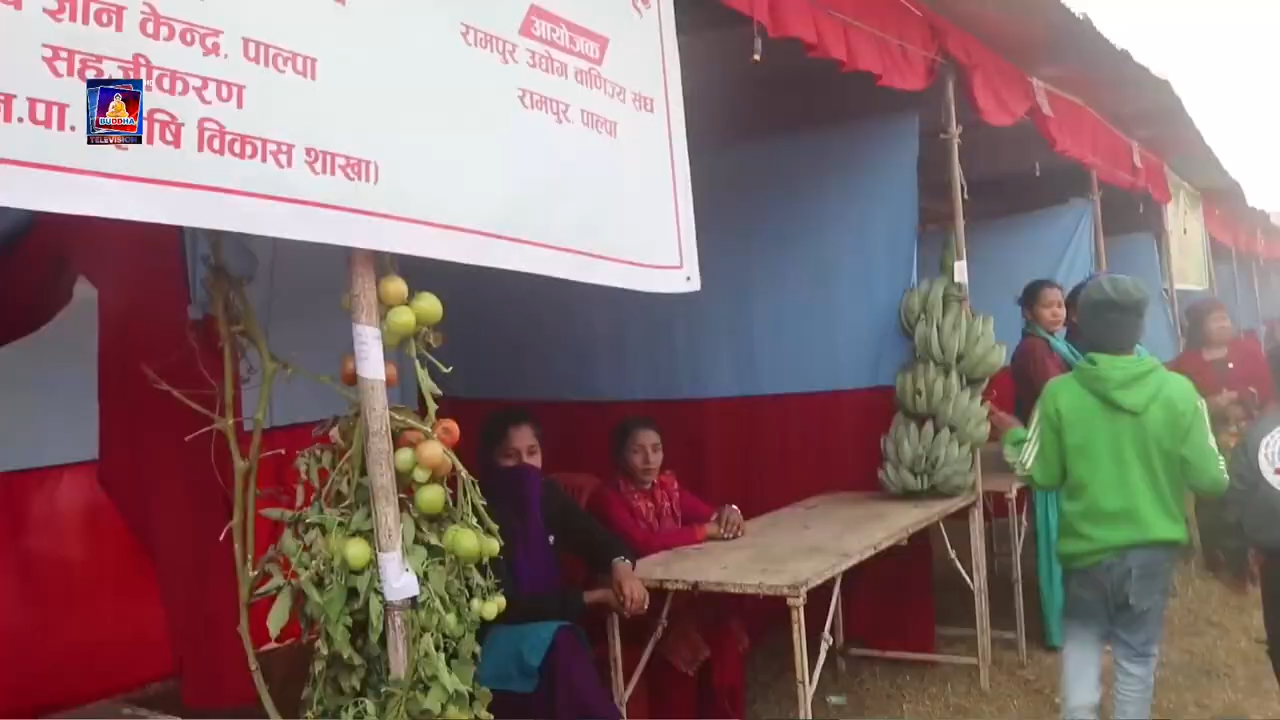 ज्ञान केन्द्र, पाल्पा
सहजीकरण
न.पा. कृषि विकास शाखा)
आयोजक
रामपुर उद्योग वाणिज्य संघ
रामपुर, पाल्पा
BUDDHA
TELEVISION